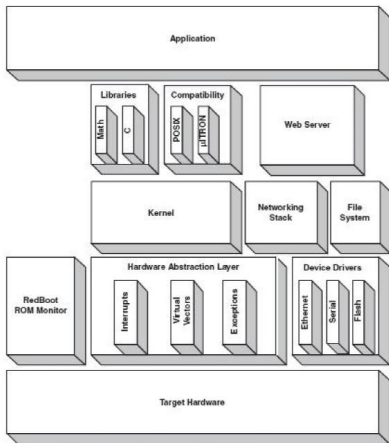 Application
Libraries
Compatibility
Math
C
POSIX
µITRON
Web Server
Kernel
Networking
Stack
File
System
RedBoot
ROM Monitor
Hardware Abstraction Layer
Interrupts
Virtual
Vectors
Exceptions
Device Drivers
Ethernet
Serial
Flash
Target Hardware